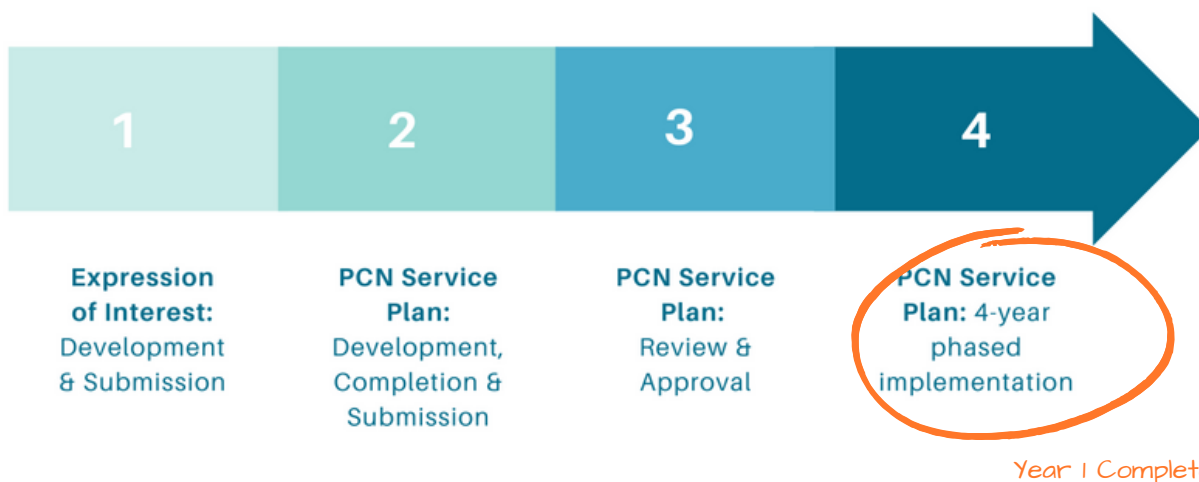 1
2
3
4
Expression
of Interest:
Development
& Submission
PCN Service
Plan:
Development,
Completion &
Submission
PCN Service
Plan:
Review &
Approval
PCN Service
Plan: 4-year
phased
implementation
Year 1 Complet